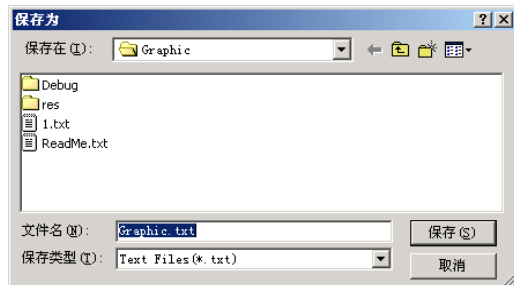 保存为
保存在(I): Graphic
Debug
res
1.txt
ReadMe.txt
文件名(N): Graphic.txt 保存(S)
保存类型(T): Text Files(*.txt) 取消